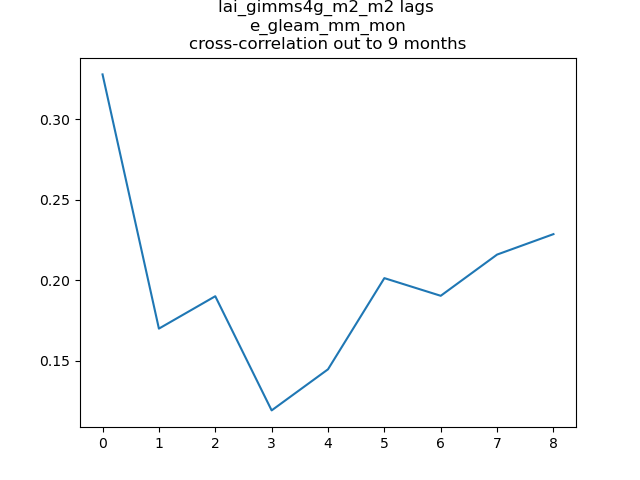 lai_gimms4g_m2_m2 lags
e_gleam_mm_mon
cross-correlation out to 9 months
0.30
0.25
0.20
0.15
0 1 2 3 4 5 6 7 8